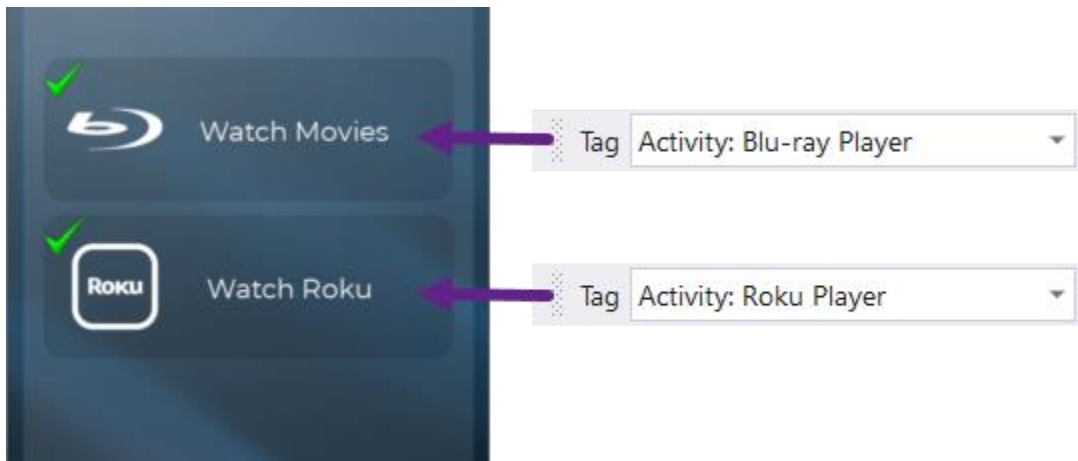 Watch Movies
Tag Activity: Blu-ray Player
Roku Watch Roku
Tag Activity: Roku Player